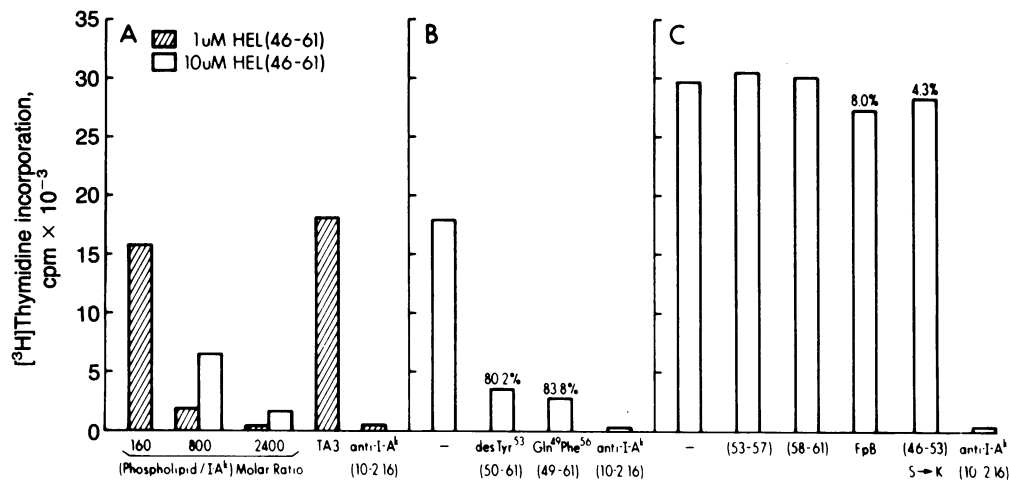 A
1uM HEL(46-61)
10uM HEL(46-61)
B
C
[³H]Thymidine incorporation,
cpm × 10⁻³
35
30
25
20
15
10
5
0
80.2%
83.8%
8.0%
4.3%
160 800 2400 TA3 anti-I-Aᵏ
(Phospholipid / IAᵏ) Molar Ratio (10·2 16)
– desTyr⁵³ Gln⁴⁹Phe⁵⁶ anti-I-Aᵏ
(50-61) (49-61) (10·2 16)
– (53-57) (58-61) FpB (46-53) anti-I-Aᵏ
S→K (10·2 16)